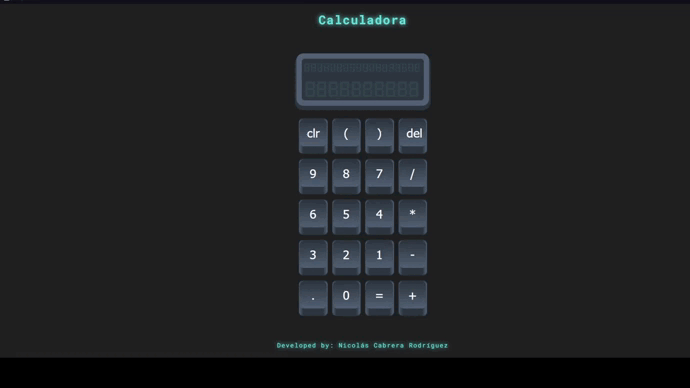 Calculadora
clr ( ) del
9 8 7 /
6 5 4 *
3 2 1 -
. 0 = +
Developed by: Nicolás Cabrera Rodríguez